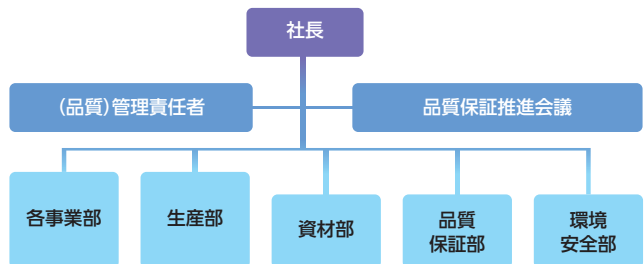 社長
(品質)管理責任者
品質保証推進会議
各事業部
生産部
資材部
品質
保証部
環境
安全部